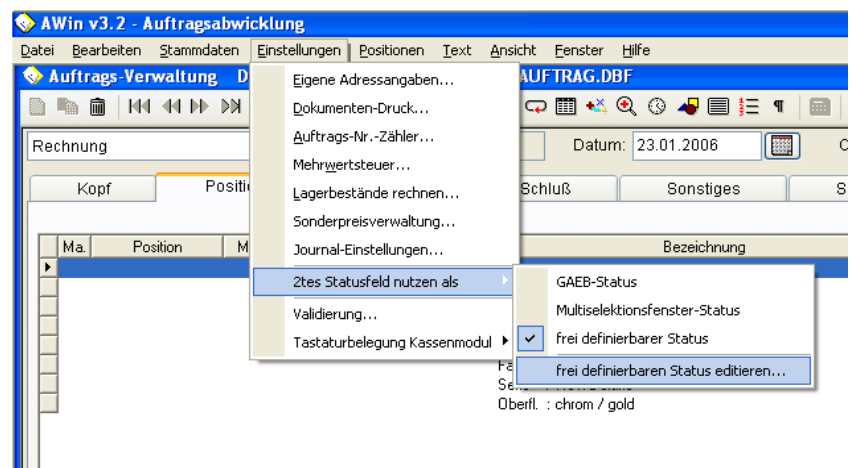 AWin v3.2 - Auftragsabwicklung
Datei Bearbeiten Stammdaten Einstellungen Positionen Text Ansicht Fenster Hilfe
Auftrags-Verwaltung D AUFTRAG.DBF
Eigene Adressangaben...
Dokumenten-Druck...
Auftrags-Nr.-Zähler...
Mehrwertsteuer...
Lagerbestände rechnen...
Sonderpreisverwaltung...
Journal-Einstellungen...
2tes Statusfeld nutzen als
Validierung...
Tastaturbelegung Kassenmodul
Rechnung Datum: 23.01.2006
Kopf Positi Schluß Sonstiges S
Ma. Position M Bezeichnung
GAEB-Status
Multiselektionsfenster-Status
frei definierbarer Status
frei definierbaren Status editieren...
Oberfl. : chrom / gold